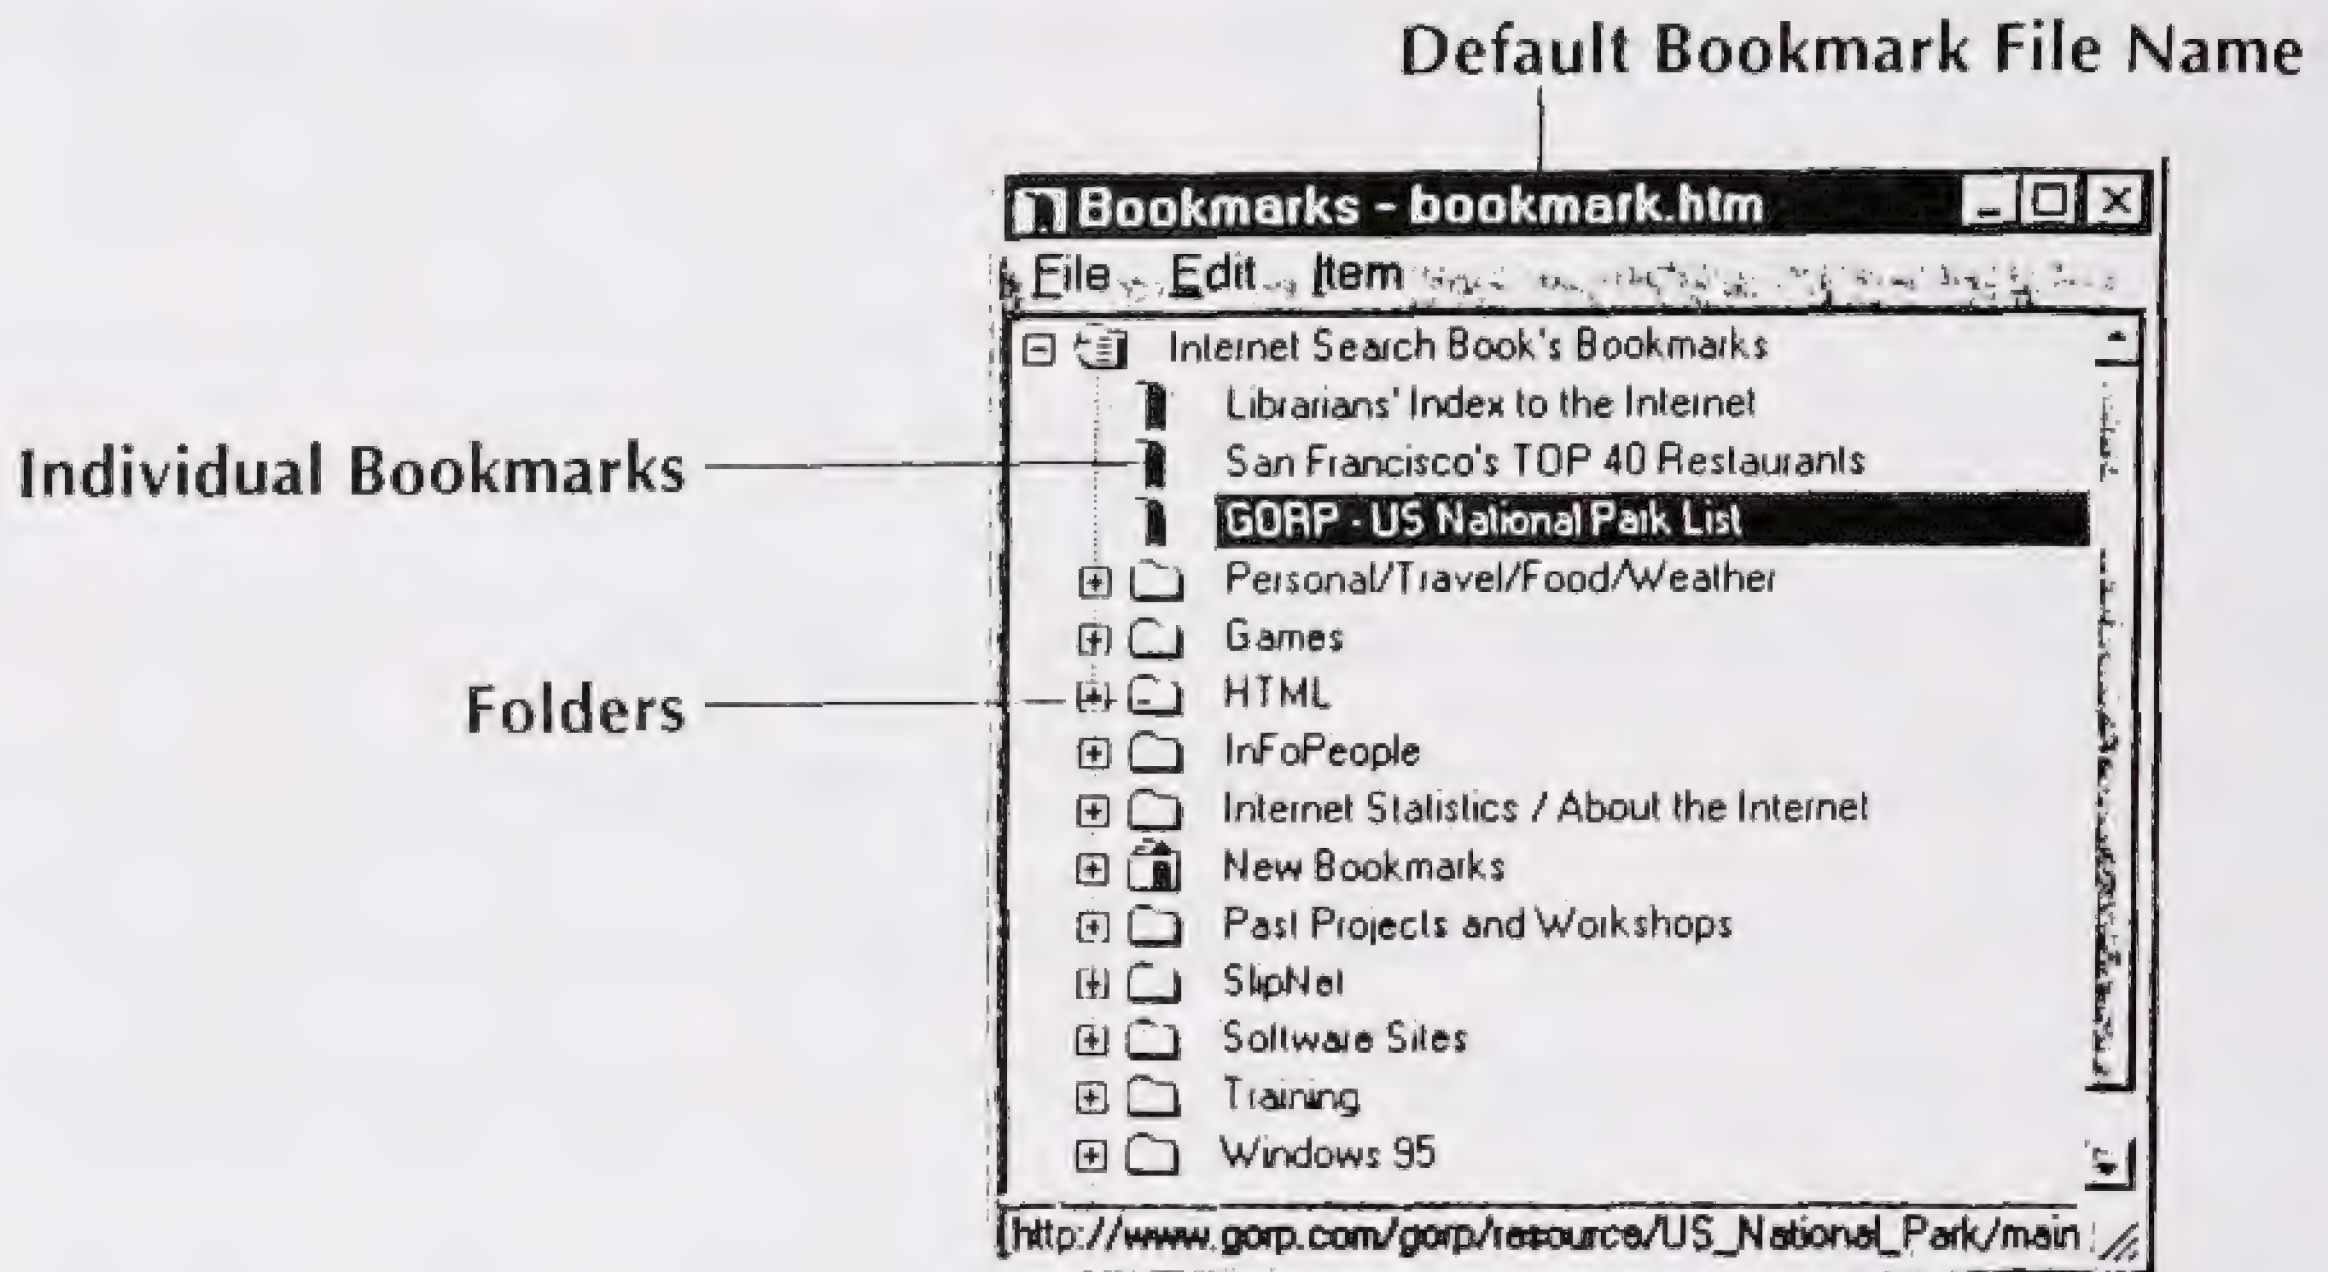 Default Bookmark File Name
Bookmarks - bookmark.htm
File Edit Item
Internet Search Book's Bookmarks
Librarians' Index to the Internet
Individual Bookmarks
San Francisco's TOP 40 Restaurants
GORP - US National Park List
Personal/Travel/Food/Weather
Games
Folders
HTML
InFoPeople
Internet Statistics / About the Internet
New Bookmarks
Past Projects and Workshops
SlipNet
Software Sites
Training
Windows 95
http://www.gorp.com/gorp/resource/US_National_Park/main